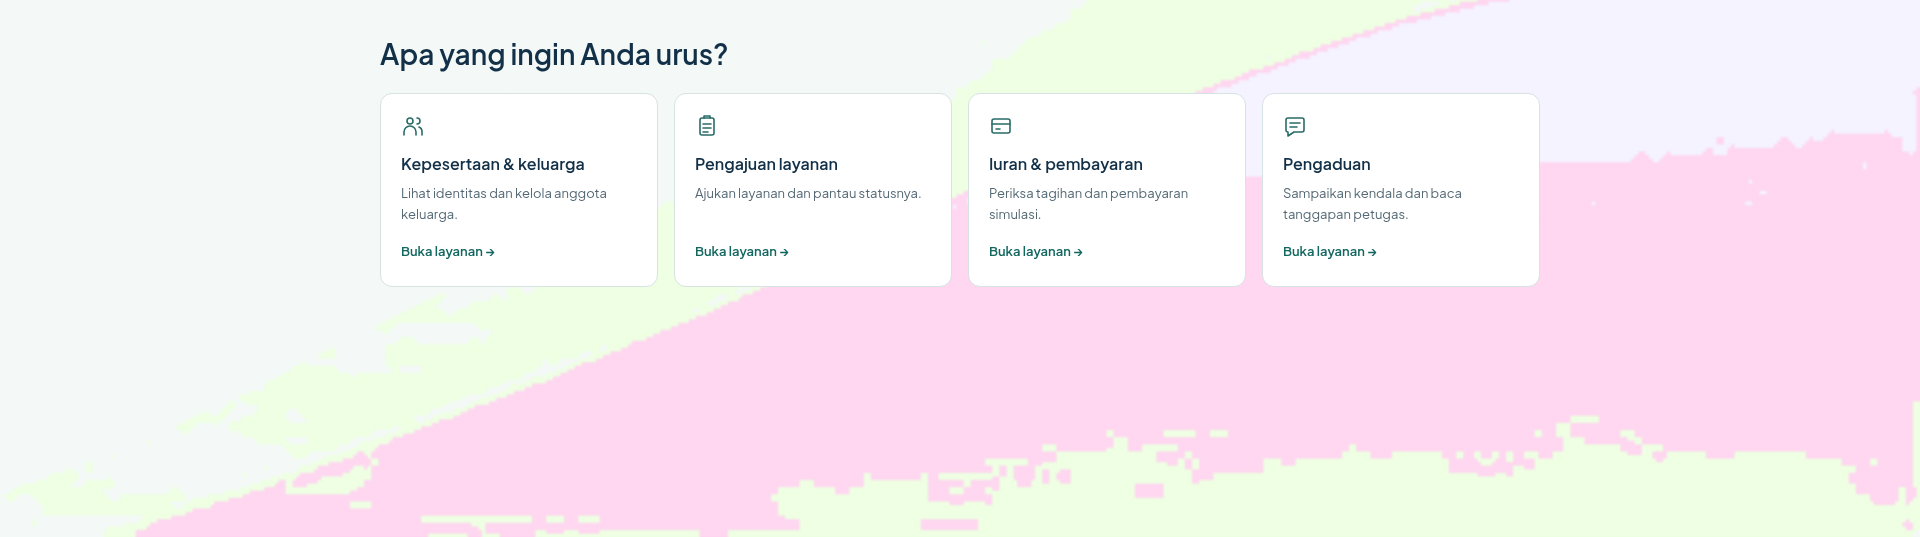 Apa yang ingin Anda urus?
Kepesertaan & keluarga
Lihat identitas dan kelola anggota
keluarga.
Buka layanan →
Pengajuan layanan
Ajukan layanan dan pantau statusnya.
Buka layanan →
Iuran & pembayaran
Periksa tagihan dan pembayaran
simulasi.
Buka layanan →
Pengaduan
Sampaikan kendala dan baca
tanggapan petugas.
Buka layanan →